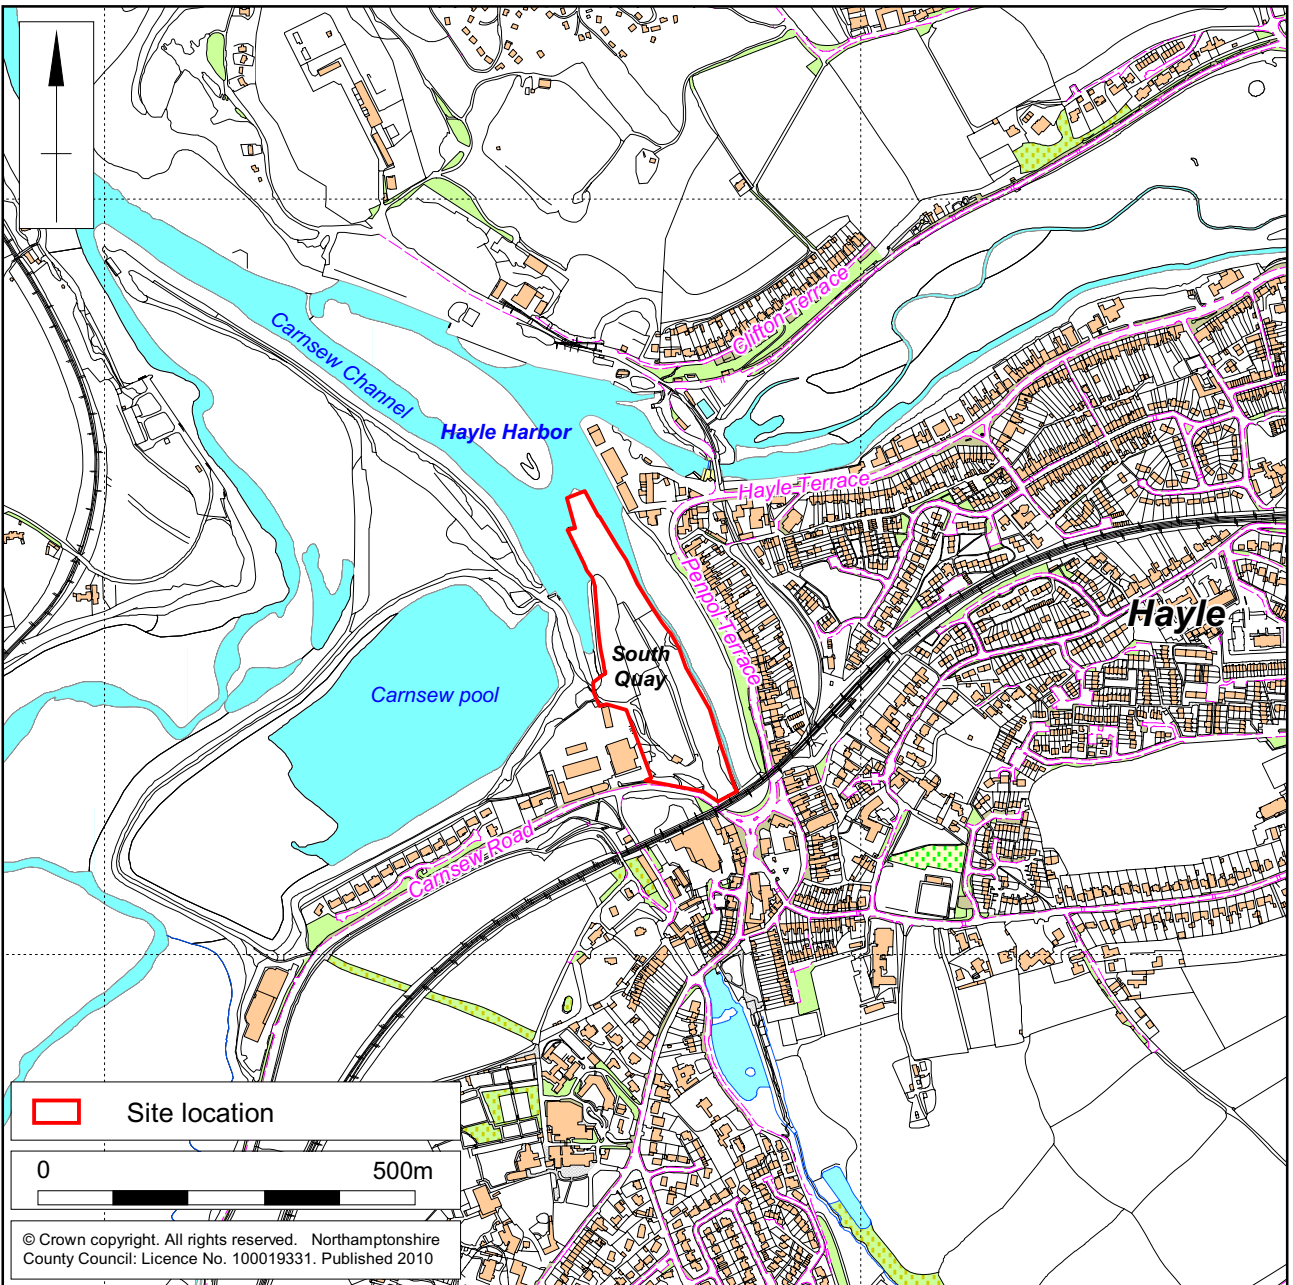 Clifton Terrace
Carnsew Channel
Hayle Harbor
Hayle Terrace
Penpol Terrace
Hayle
South
Quay
Carnsew pool
Carnsew Road
Site location
0 500m
© Crown copyright. All rights reserved. Northamptonshire
County Council: Licence No. 100019331. Published 2010